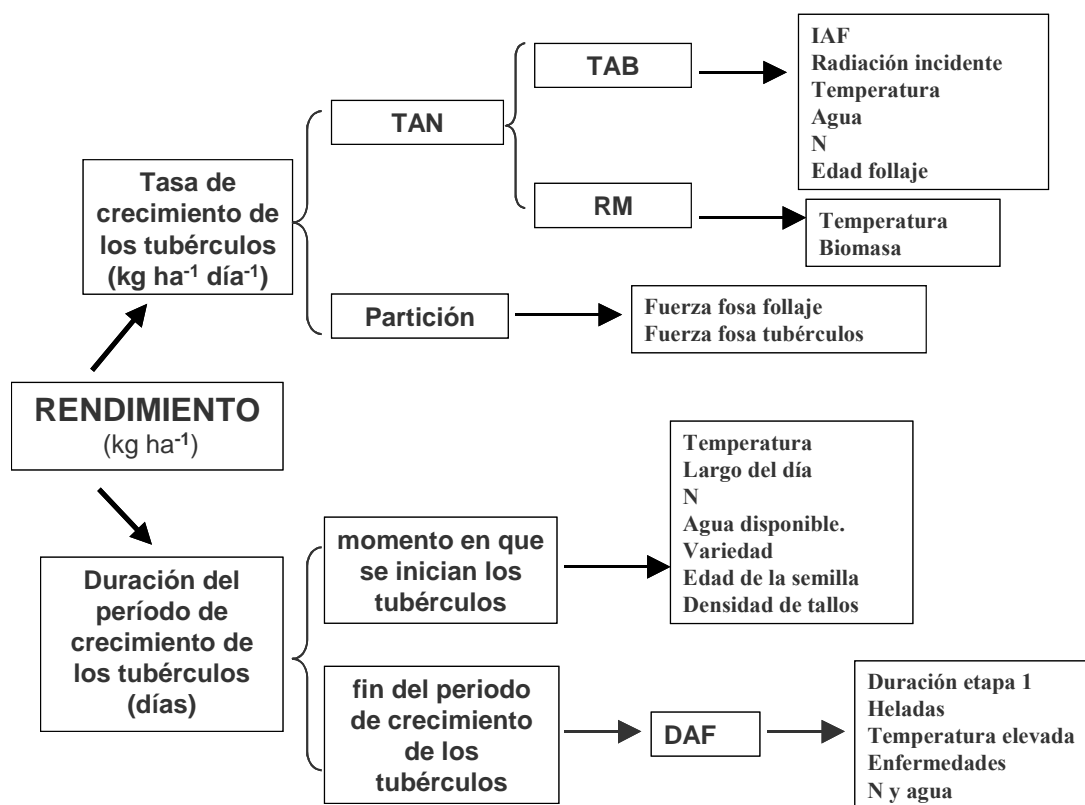 RENDIMIENTO
(kg ha⁻¹)
Tasa de
crecimiento de
los tubérculos
(kg ha⁻¹ día⁻¹)
TAN
TAB
IAF
Radiación incidente
Temperatura
Agua
N
Edad follaje
RM
Temperatura
Biomasa
Partición
Fuerza fosa follaje
Fuerza fosa tubérculos
Duración del
período de
crecimiento de
los tubérculos
(días)
momento en que
se inician los
tubérculos
Temperatura
Largo del día
N
Agua disponible.
Variedad
Edad de la semilla
Densidad de tallos
fin del periodo
de crecimiento
de los
tubérculos
DAF
Duración etapa 1
Heladas
Temperatura elevada
Enfermedades
N y agua